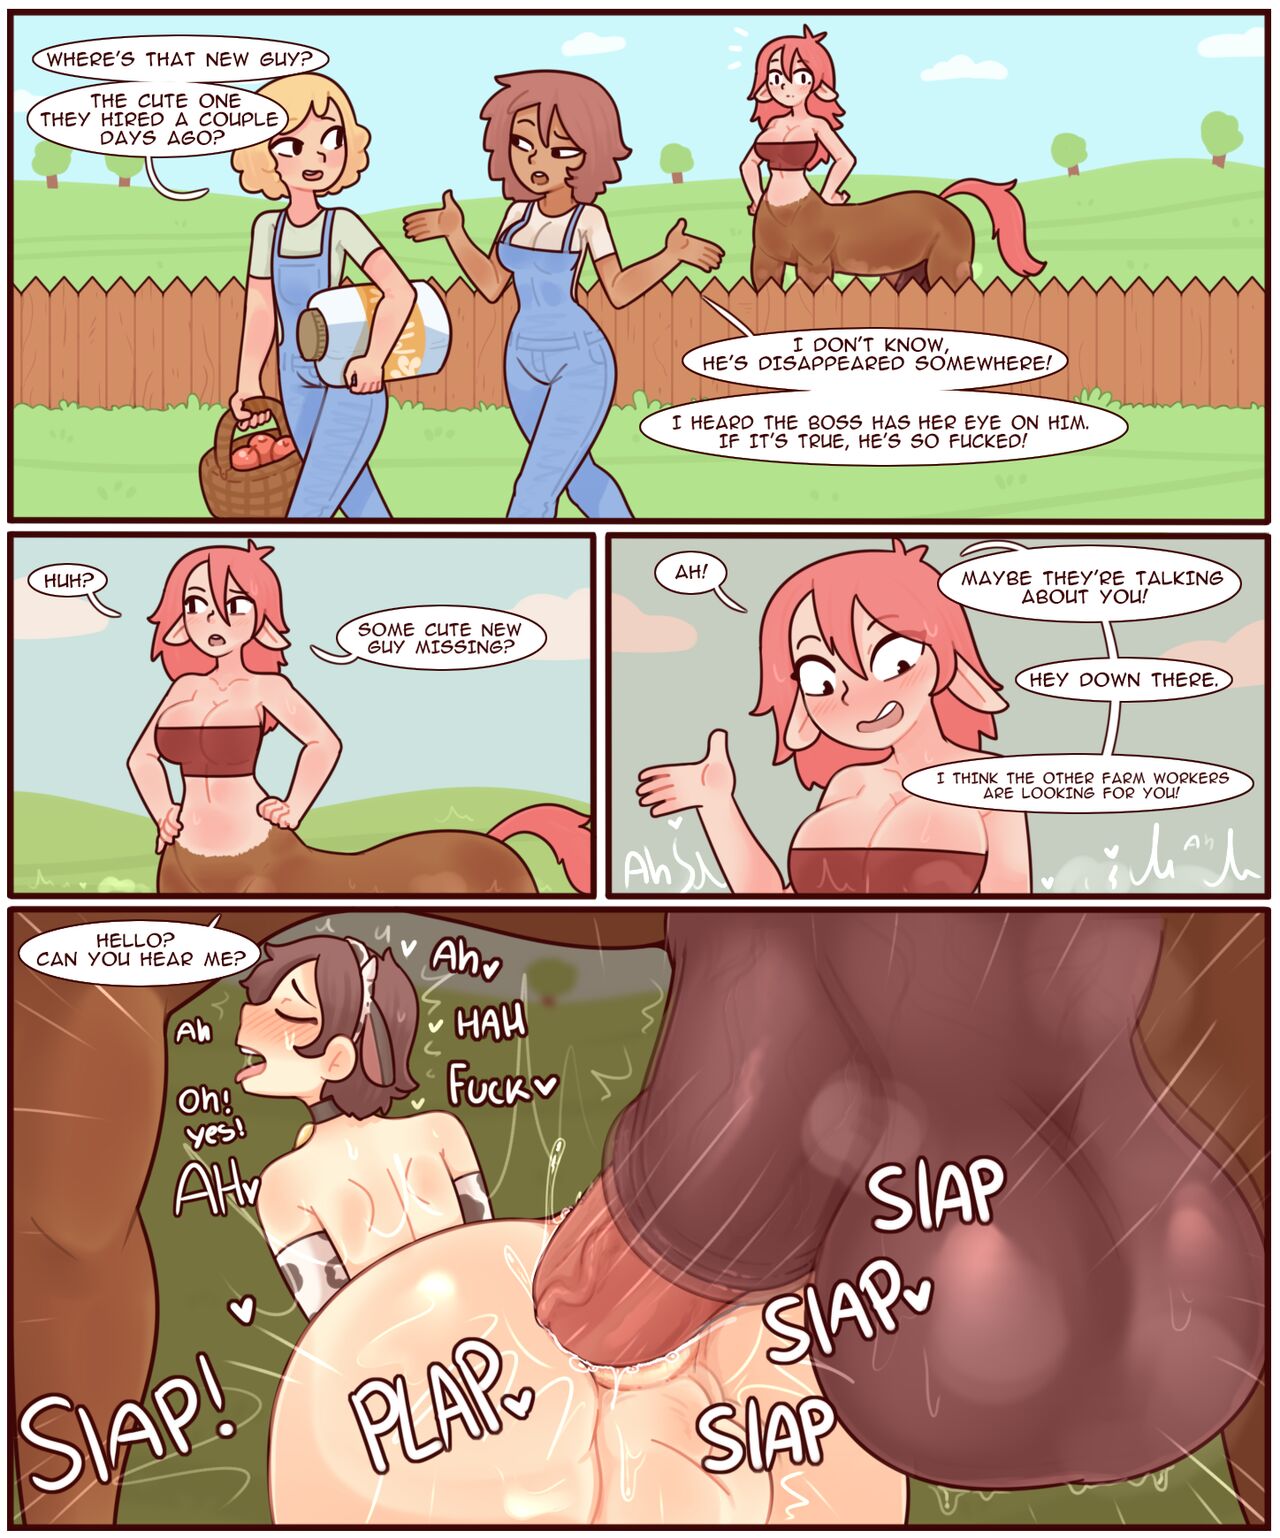 WHERE'S THAT NEW GUY?
THE CUTE ONE
THEY HIRED A COUPLE
DAYS AGO?
I DON'T KNOW,
HE'S DISAPPEARED SOMEWHERE!
I HEARD THE BOSS HAS HER EYE ON HIM.
IF IT'S TRUE, HE'S SO FUCKED!
HUH?
SOME CUTE NEW
GUY MISSING?
AH!
MAYBE THEY'RE TALKING
ABOUT YOU!
HEY DOWN THERE.
I THINK THE OTHER FARM WORKERS
ARE LOOKING FOR YOU!
Ah
Ah
HELLO?
CAN YOU HEAR ME?
Ah
HAH
Fuck
Ah
Oh!
yes!
AH
SlAP
SlAP
SlAP
PLAP
SlAP!